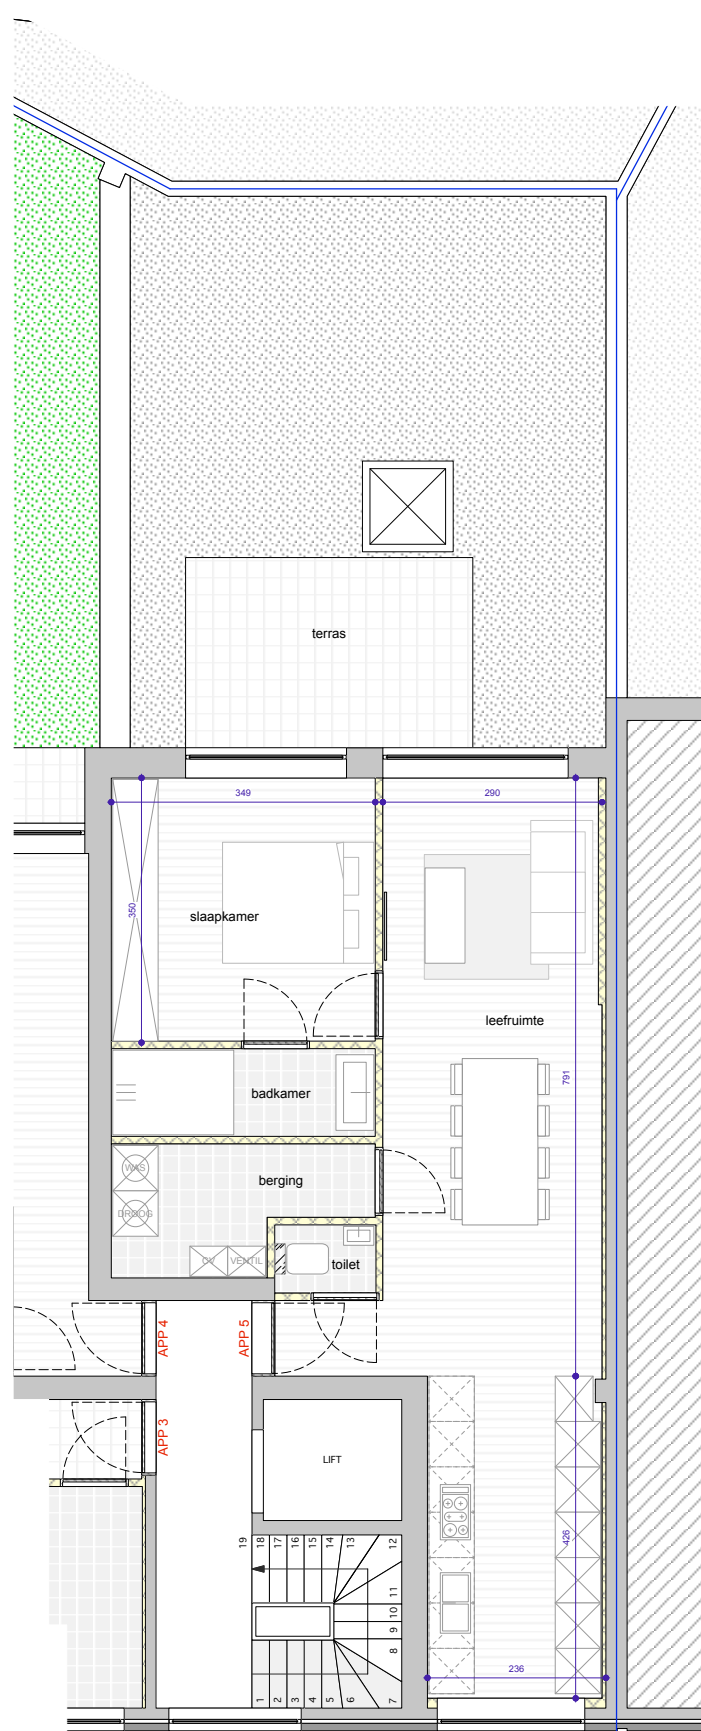 terras
349
290
350
slaapkamer
leefruimte
791
badkamer
berging
WAS
DROOG
CV
VENTIL
toilet
APP 4
APP 5
APP 3
LIFT
19
18
17
16
15
14
13
12
11
10
9
8
1
2
3
4
5
6
7
426
236